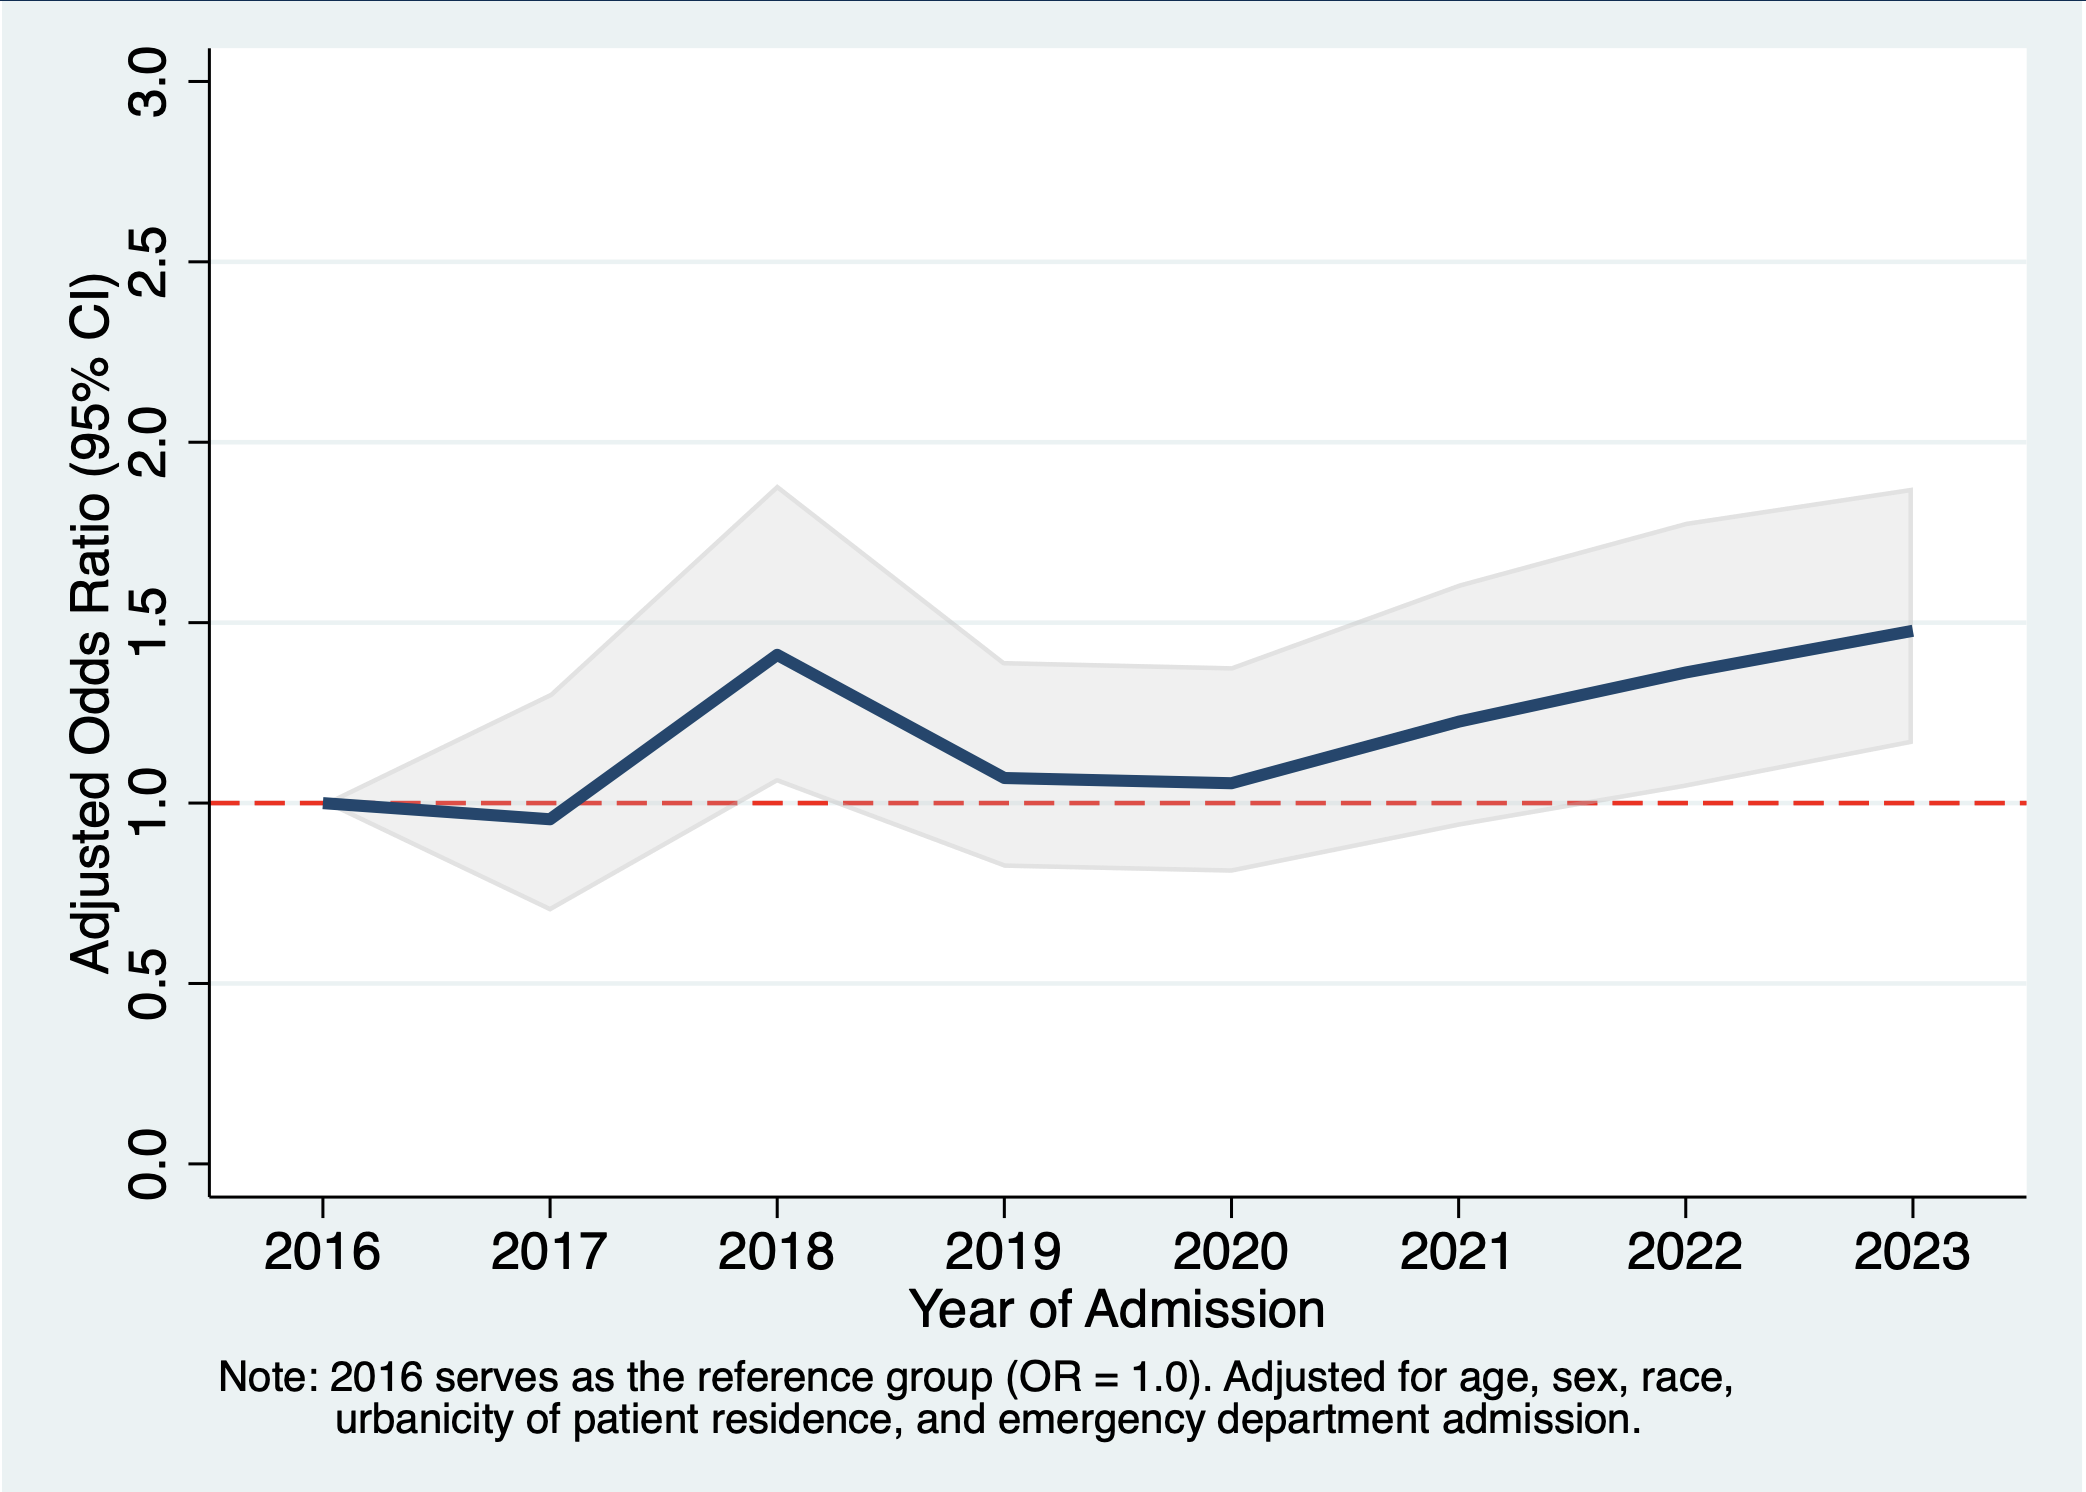 Adjusted Odds Ratio (95% CI)
3.0
2.5
2.0
1.5
1.0
0.5
0.0
2016 2017 2018 2019 2020 2021 2022 2023
Year of Admission
Note: 2016 serves as the reference group (OR = 1.0). Adjusted for age, sex, race,
urbanicity of patient residence, and emergency department admission.